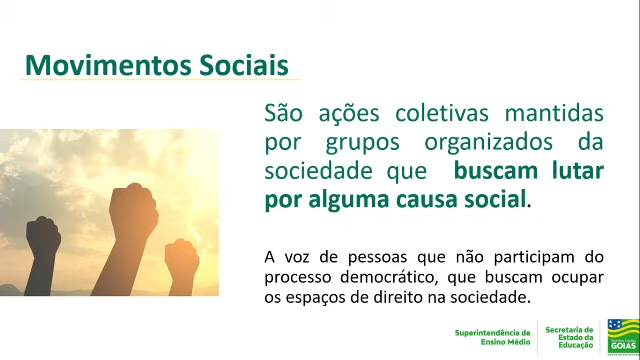 Movimentos Sociais
São ações coletivas mantidas
por grupos organizados da
sociedade que buscam lutar
por alguma causa social.
A voz de pessoas que não participam do
processo democrático, que buscam ocupar
os espaços de direito na sociedade.
Superintendência de
Ensino Médio
Secretaria de
Estado da
Educação
GOIÁS